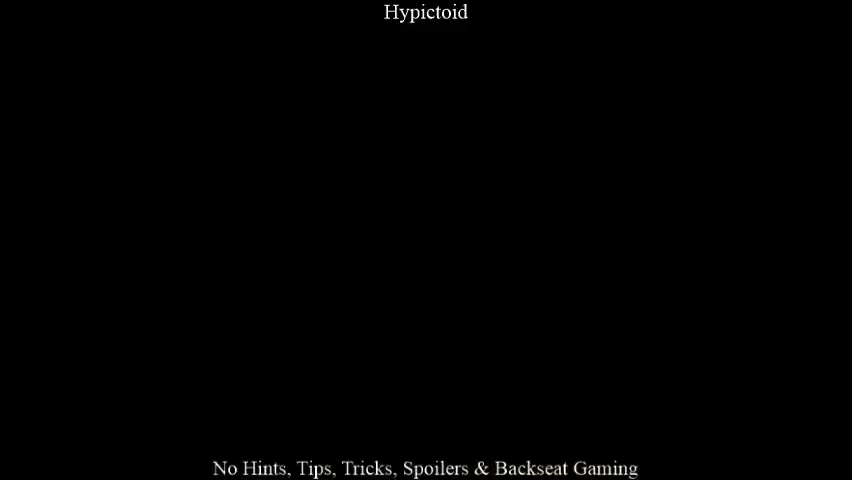 Hypictoid
No Hints, Tips, Tricks, Spoilers & Backseat Gaming